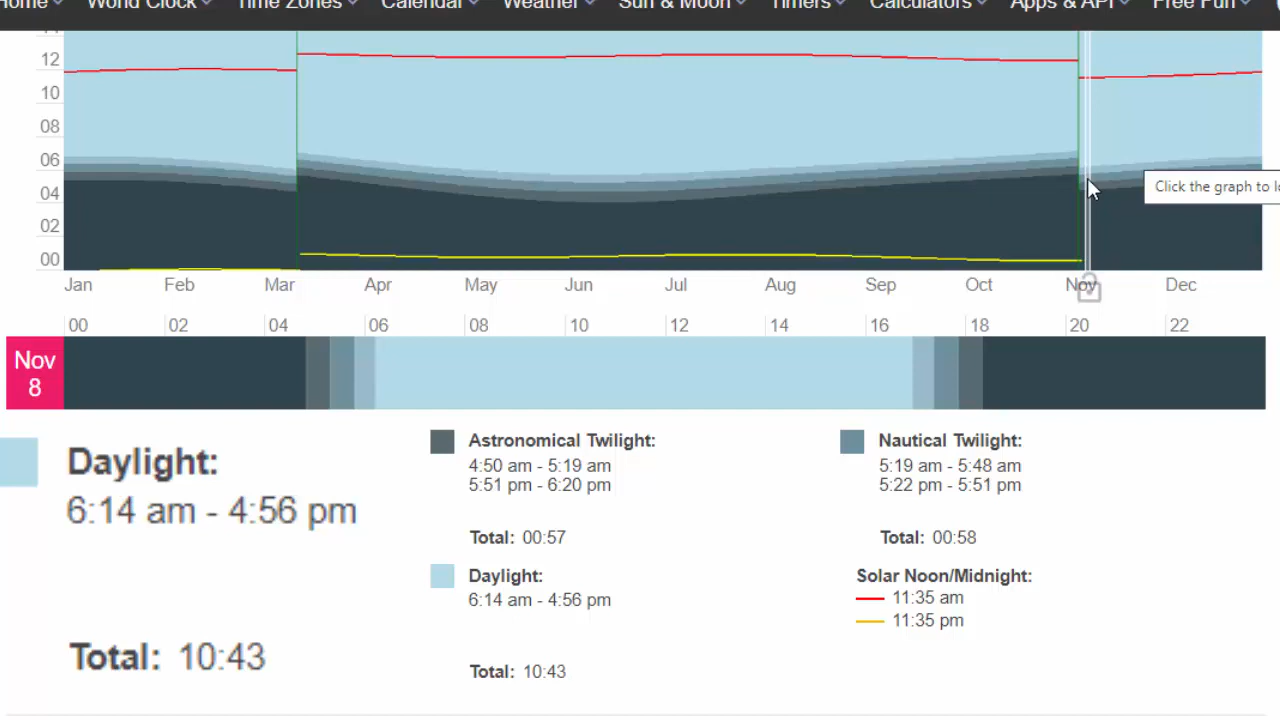 Home World Clock Time Zones Calendar Weather Sun & Moon Timers Calculators Apps & API Free Fun
12
10
08
06
04
02
00
Click the graph to lo
Jan Feb Mar Apr May Jun Jul Aug Sep Oct Nov Dec
00 02 04 06 08 10 12 14 16 18 20 22
Nov
8
Daylight:
6:14 am - 4:56 pm
Total: 10:43
Astronomical Twilight:
4:50 am - 5:19 am
5:51 pm - 6:20 pm
Total: 00:57
Nautical Twilight:
5:19 am - 5:48 am
5:22 pm - 5:51 pm
Total: 00:58
Daylight:
6:14 am - 4:56 pm
Total: 10:43
Solar Noon/Midnight:
11:35 am
11:35 pm